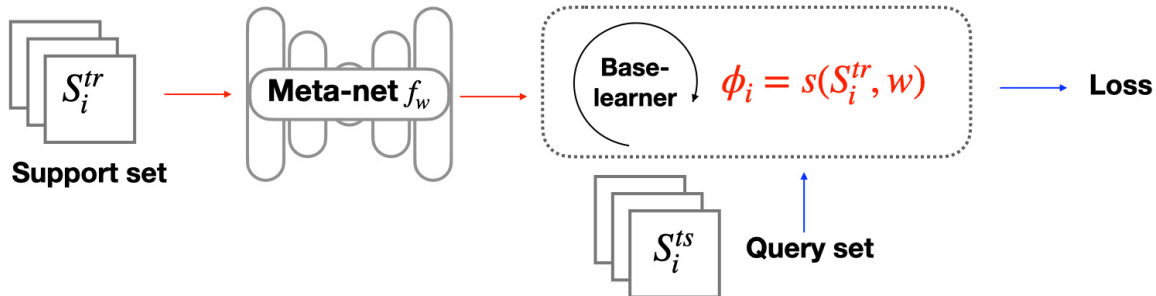 S_i^{tr}
Support set
Meta-net f_w
Base-
learner
ϕ_i = s(S_i^{tr}, w)
Loss
S_i^{ts}
Query set